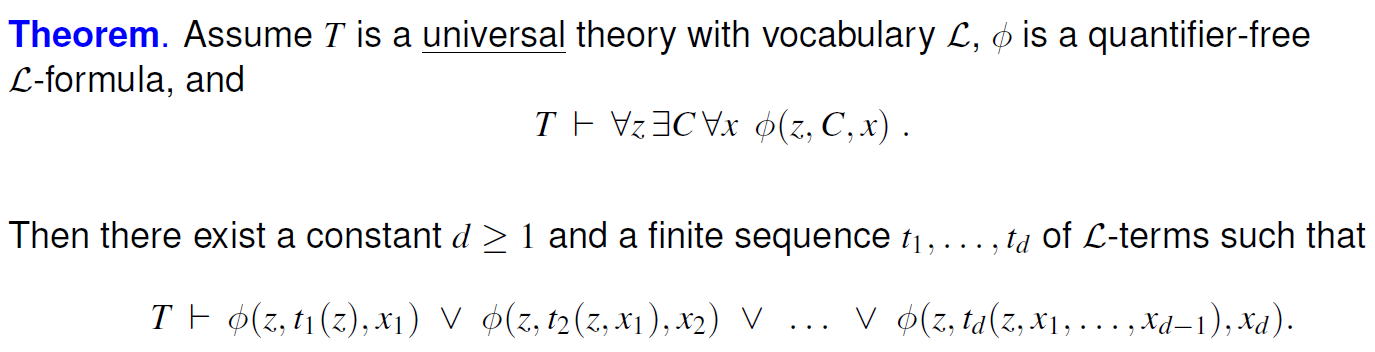 Theorem. Assume T is a universal theory with vocabulary ℒ, ϕ is a quantifier-free
ℒ-formula, and
T ⊢ ∀z ∃C ∀x ϕ(z, C, x) .
Then there exist a constant d ≥ 1 and a finite sequence t₁, . . . , t_d of ℒ-terms such that
T ⊢ ϕ(z, t₁(z), x₁) ∨ ϕ(z, t₂(z, x₁), x₂) ∨ . . . ∨ ϕ(z, t_d(z, x₁, . . . , x_{d−1}), x_d).